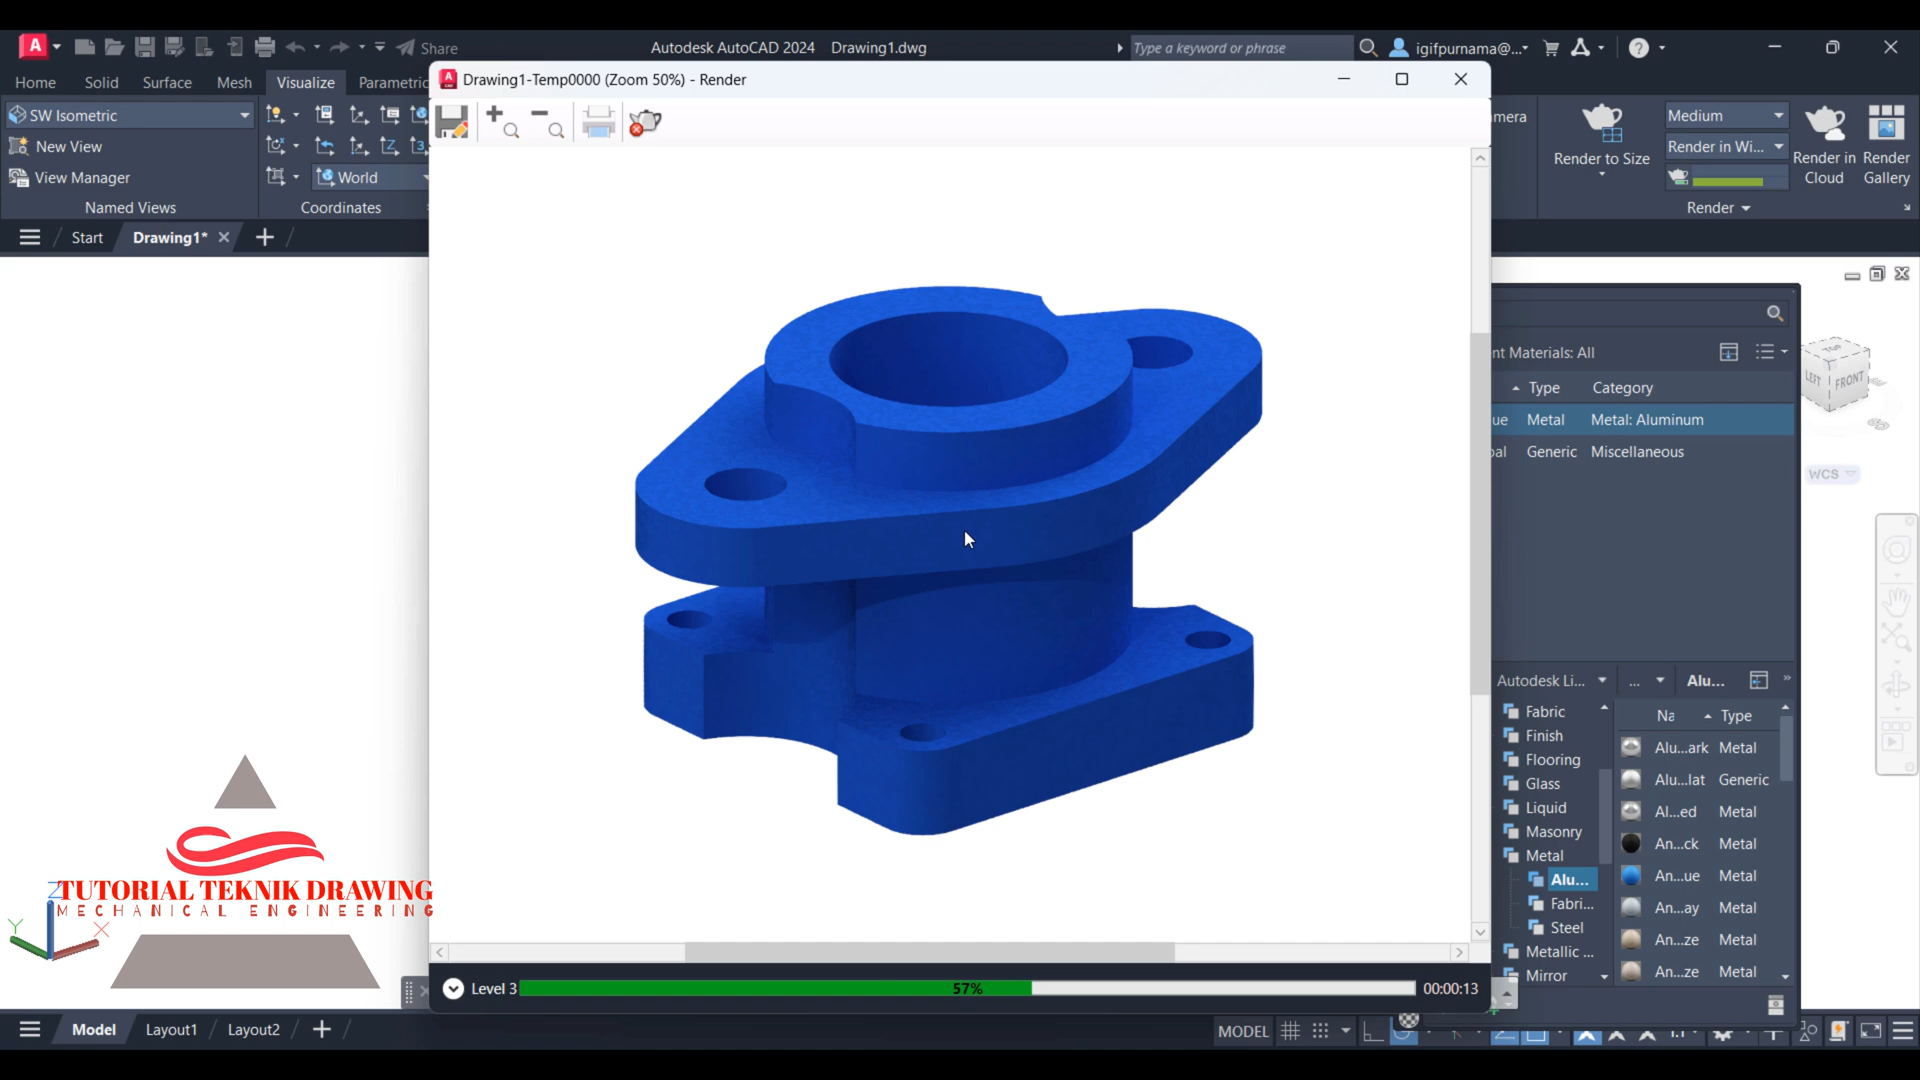 A
Share
Autodesk AutoCAD 2024 Drawing1.dwg
Type a keyword or phrase
igifpurnama@...
?
Home Solid Surface Mesh Visualize Parametric
Drawing1-Temp0000 (Zoom 50%) - Render
SW Isometric
New View
View Manager
Named Views
World
Coordinates
mera
Render to Size
Medium
Render in Wi...
Render
Render in
Cloud
Render
Gallery
Start Drawing1*
nt Materials: All
Type Category
ue Metal Metal: Aluminum
bal Generic Miscellaneous
TOP
LEFT FRONT
WCS
Autodesk Li... ... Alu... »
Fabric
Finish
Flooring
Glass
Liquid
Masonry
Metal
Alu...
Fabri...
Steel
Metallic ...
Mirror
Na Type
Alu...ark Metal
Alu...lat Generic
Al...ed Metal
An...ck Metal
An...ue Metal
An...ay Metal
An...ze Metal
An...ze Metal
TUTORIAL TEKNIK DRAWING
MECHANICAL ENGINEERING
Z
Y
X
Level 3 57% 00:00:13
Model Layout1 Layout2
MODEL